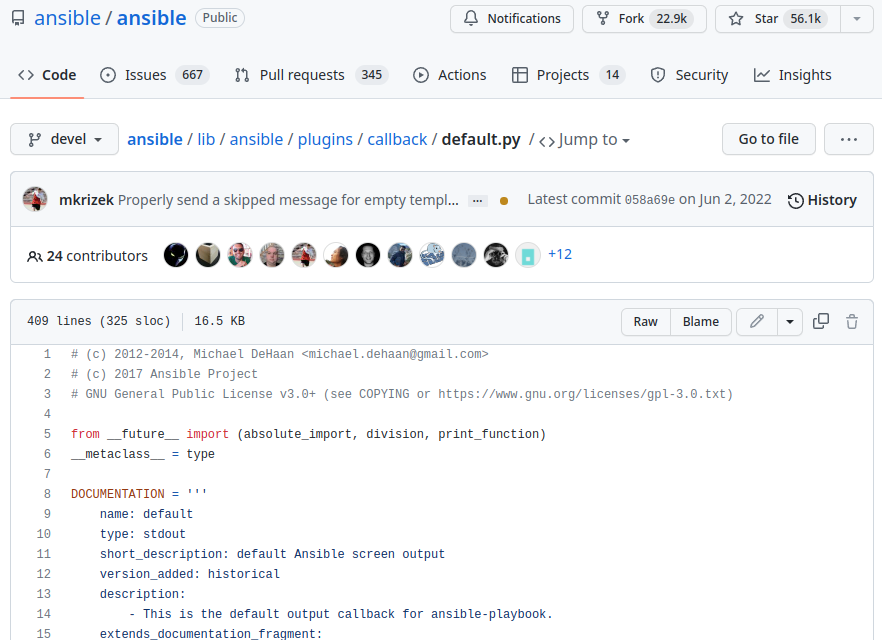 ansible / ansible Public Notifications Fork 22.9k Star 56.1k
Code Issues 667 Pull requests 345 Actions Projects 14 Security Insights
devel ansible / lib / ansible / plugins / callback / default.py / <> Jump to Go to file ...
mkrizek Properly send a skipped message for empty templ... ... Latest commit 058a69e on Jun 2, 2022 History
24 contributors +12
409 lines (325 sloc) 16.5 KB Raw Blame
1 # (c) 2012-2014, Michael DeHaan <michael.dehaan@gmail.com>
2 # (c) 2017 Ansible Project
3 # GNU General Public License v3.0+ (see COPYING or https://www.gnu.org/licenses/gpl-3.0.txt)
4
5 from __future__ import (absolute_import, division, print_function)
6 __metaclass__ = type
7
8 DOCUMENTATION = '''
9     name: default
10     type: stdout
11     short_description: default Ansible screen output
12     version_added: historical
13     description:
14         - This is the default output callback for ansible-playbook.
15     extends_documentation_fragment: